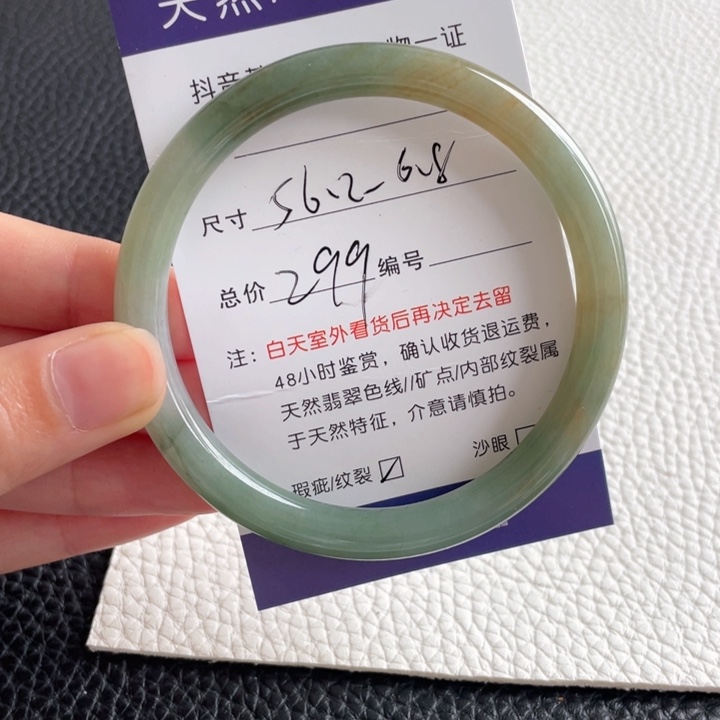 天然
抖音 物一证
尺寸 56.2-6.8
总价 299 编号
注：白天室外看货后再决定去留
48小时鉴赏，确认收货退运费，
天然翡翠色线//矿点/内部纹裂属
于天然特征，介意请慎拍。
瑕疵/纹裂 沙眼